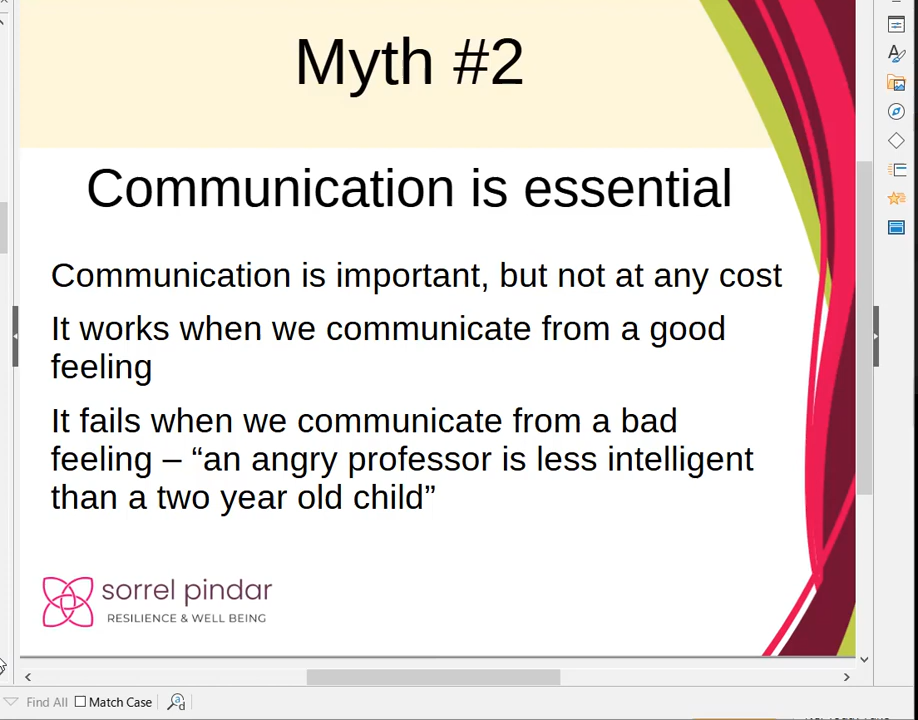 Myth #2
Communication is essential
Communication is important, but not at any cost
It works when we communicate from a good
feeling
It fails when we communicate from a bad
feeling – “an angry professor is less intelligent
than a two year old child”
sorrel pindar
RESILIENCE & WELL BEING
Find All Match Case